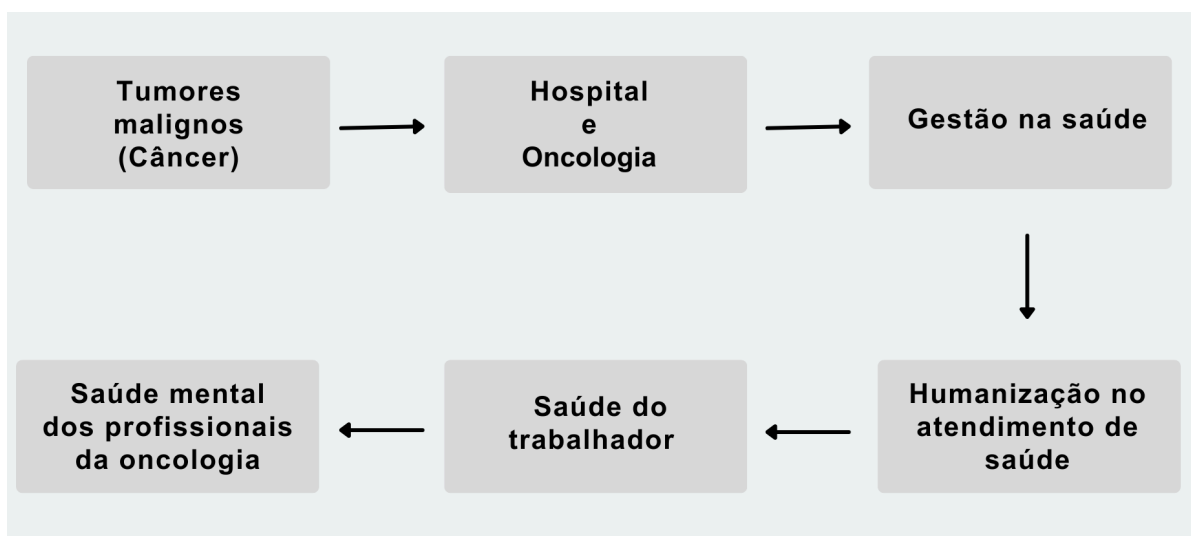 Tumores
malignos
(Câncer)
Hospital
e
Oncologia
Gestão na saúde
Humanização no
atendimento de
saúde
Saúde do
trabalhador
Saúde mental
dos profissionais
da oncologia